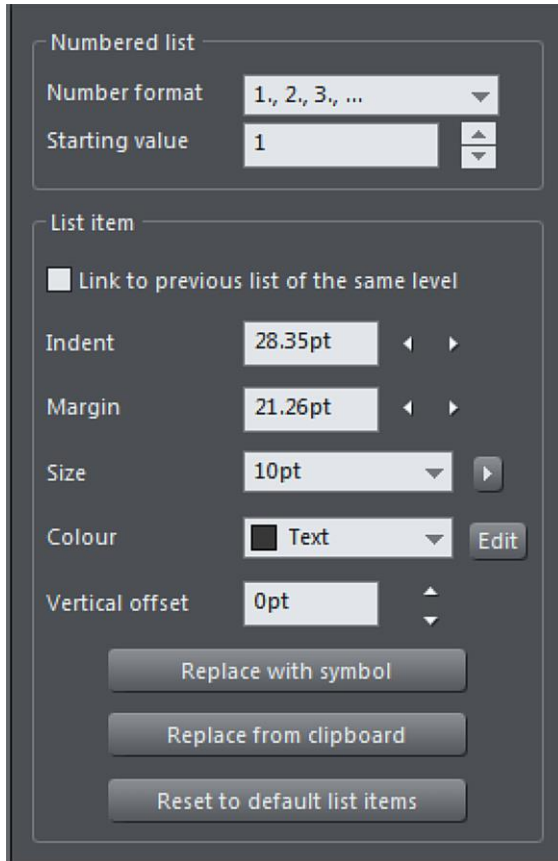 Numbered list
Number format 1., 2., 3., ...
Starting value 1
List item
Link to previous list of the same level
Indent 28.35pt
Margin 21.26pt
Size 10pt
Colour Text Edit
Vertical offset 0pt
Replace with symbol
Replace from clipboard
Reset to default list items